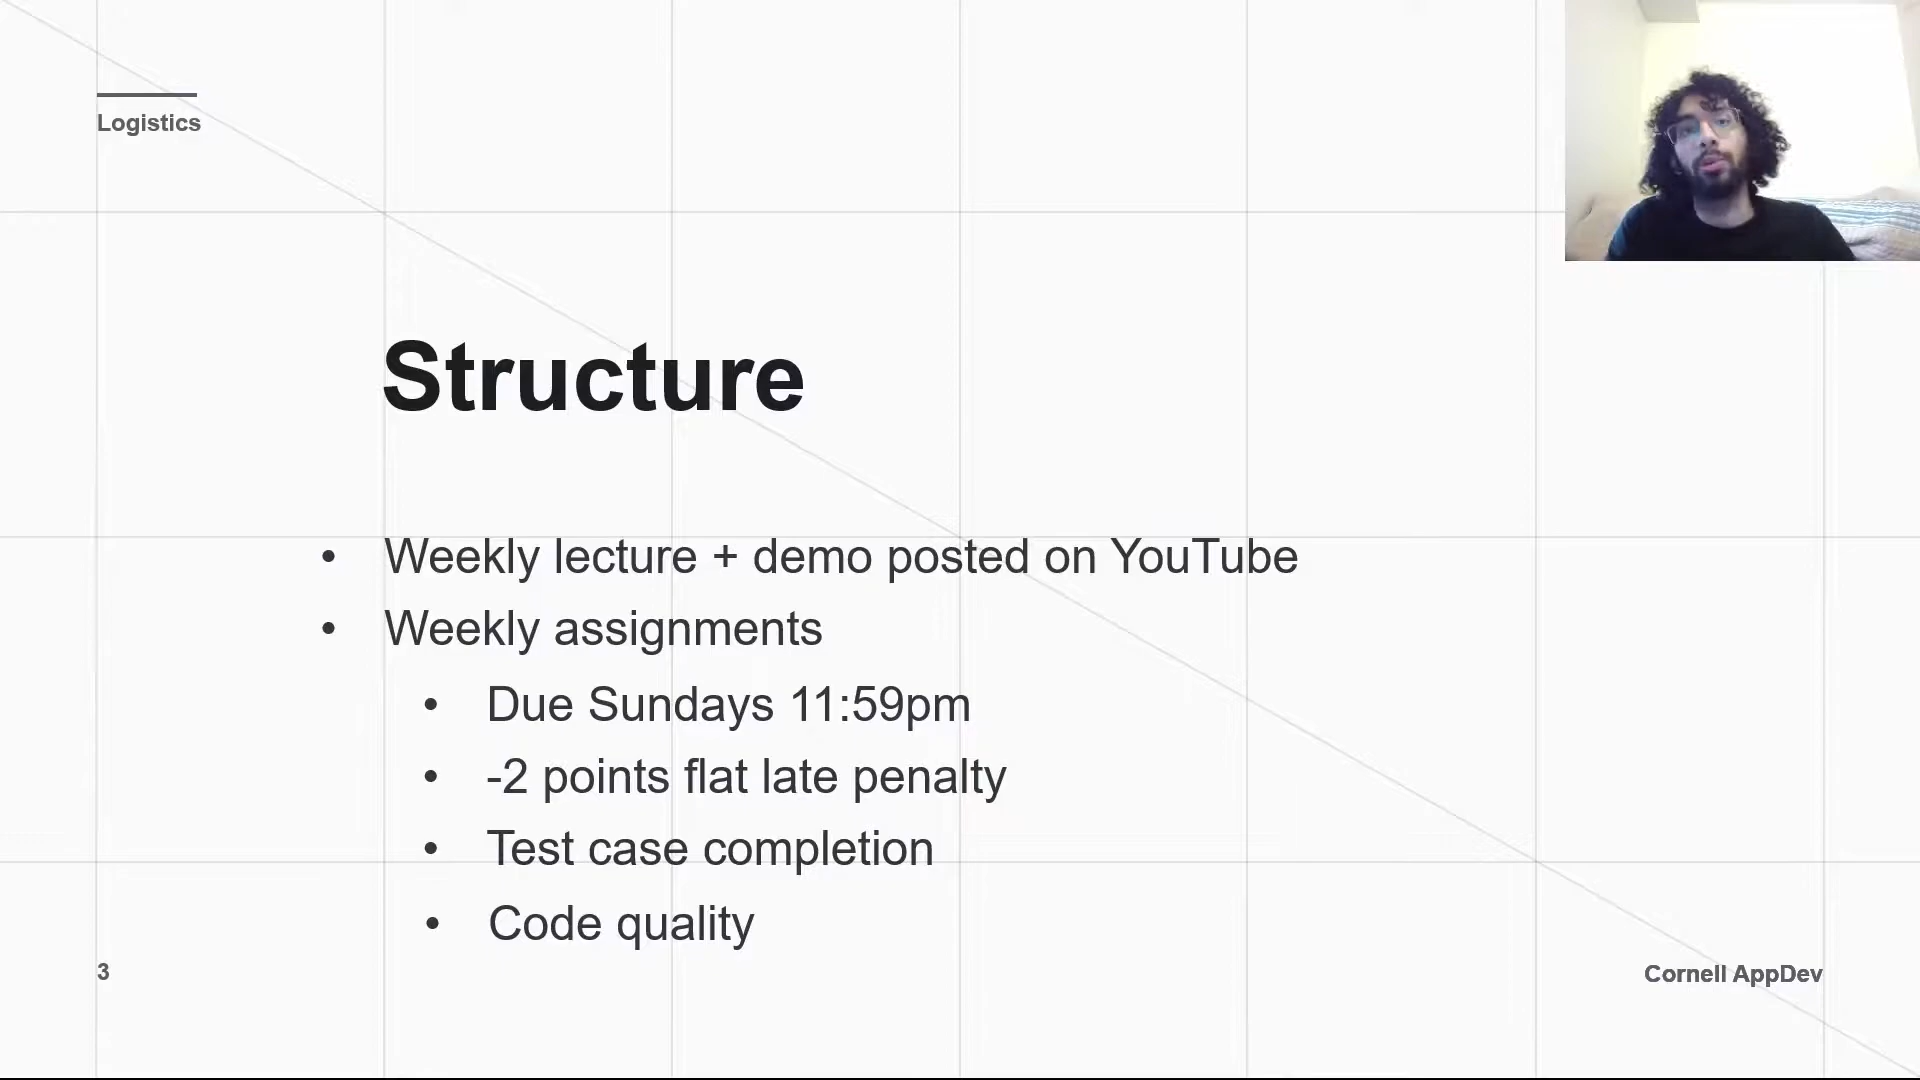 Logistics
Structure
• Weekly lecture + demo posted on YouTube
• Weekly assignments
• Due Sundays 11:59pm
• -2 points flat late penalty
• Test case completion
• Code quality
3
Cornell AppDev